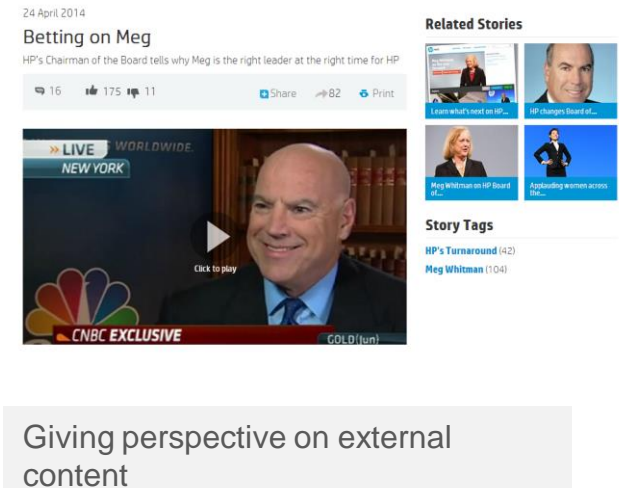 24 April 2014
Betting on Meg
HP's Chairman of the Board tells why Meg is the right leader at the right time for HP
16 175 11 Share 82 Print
LIVE WORLDWIDE.
NEW YORK
Click to play
CNBC EXCLUSIVE
GOLD(Jun)
Related Stories
Learn what's next on HP...
HP changes Board of...
Meg Whitman on HP Board
of...
Applauding women across
the...
Story Tags
HP's Turnaround (42)
Meg Whitman (104)
Giving perspective on external
content